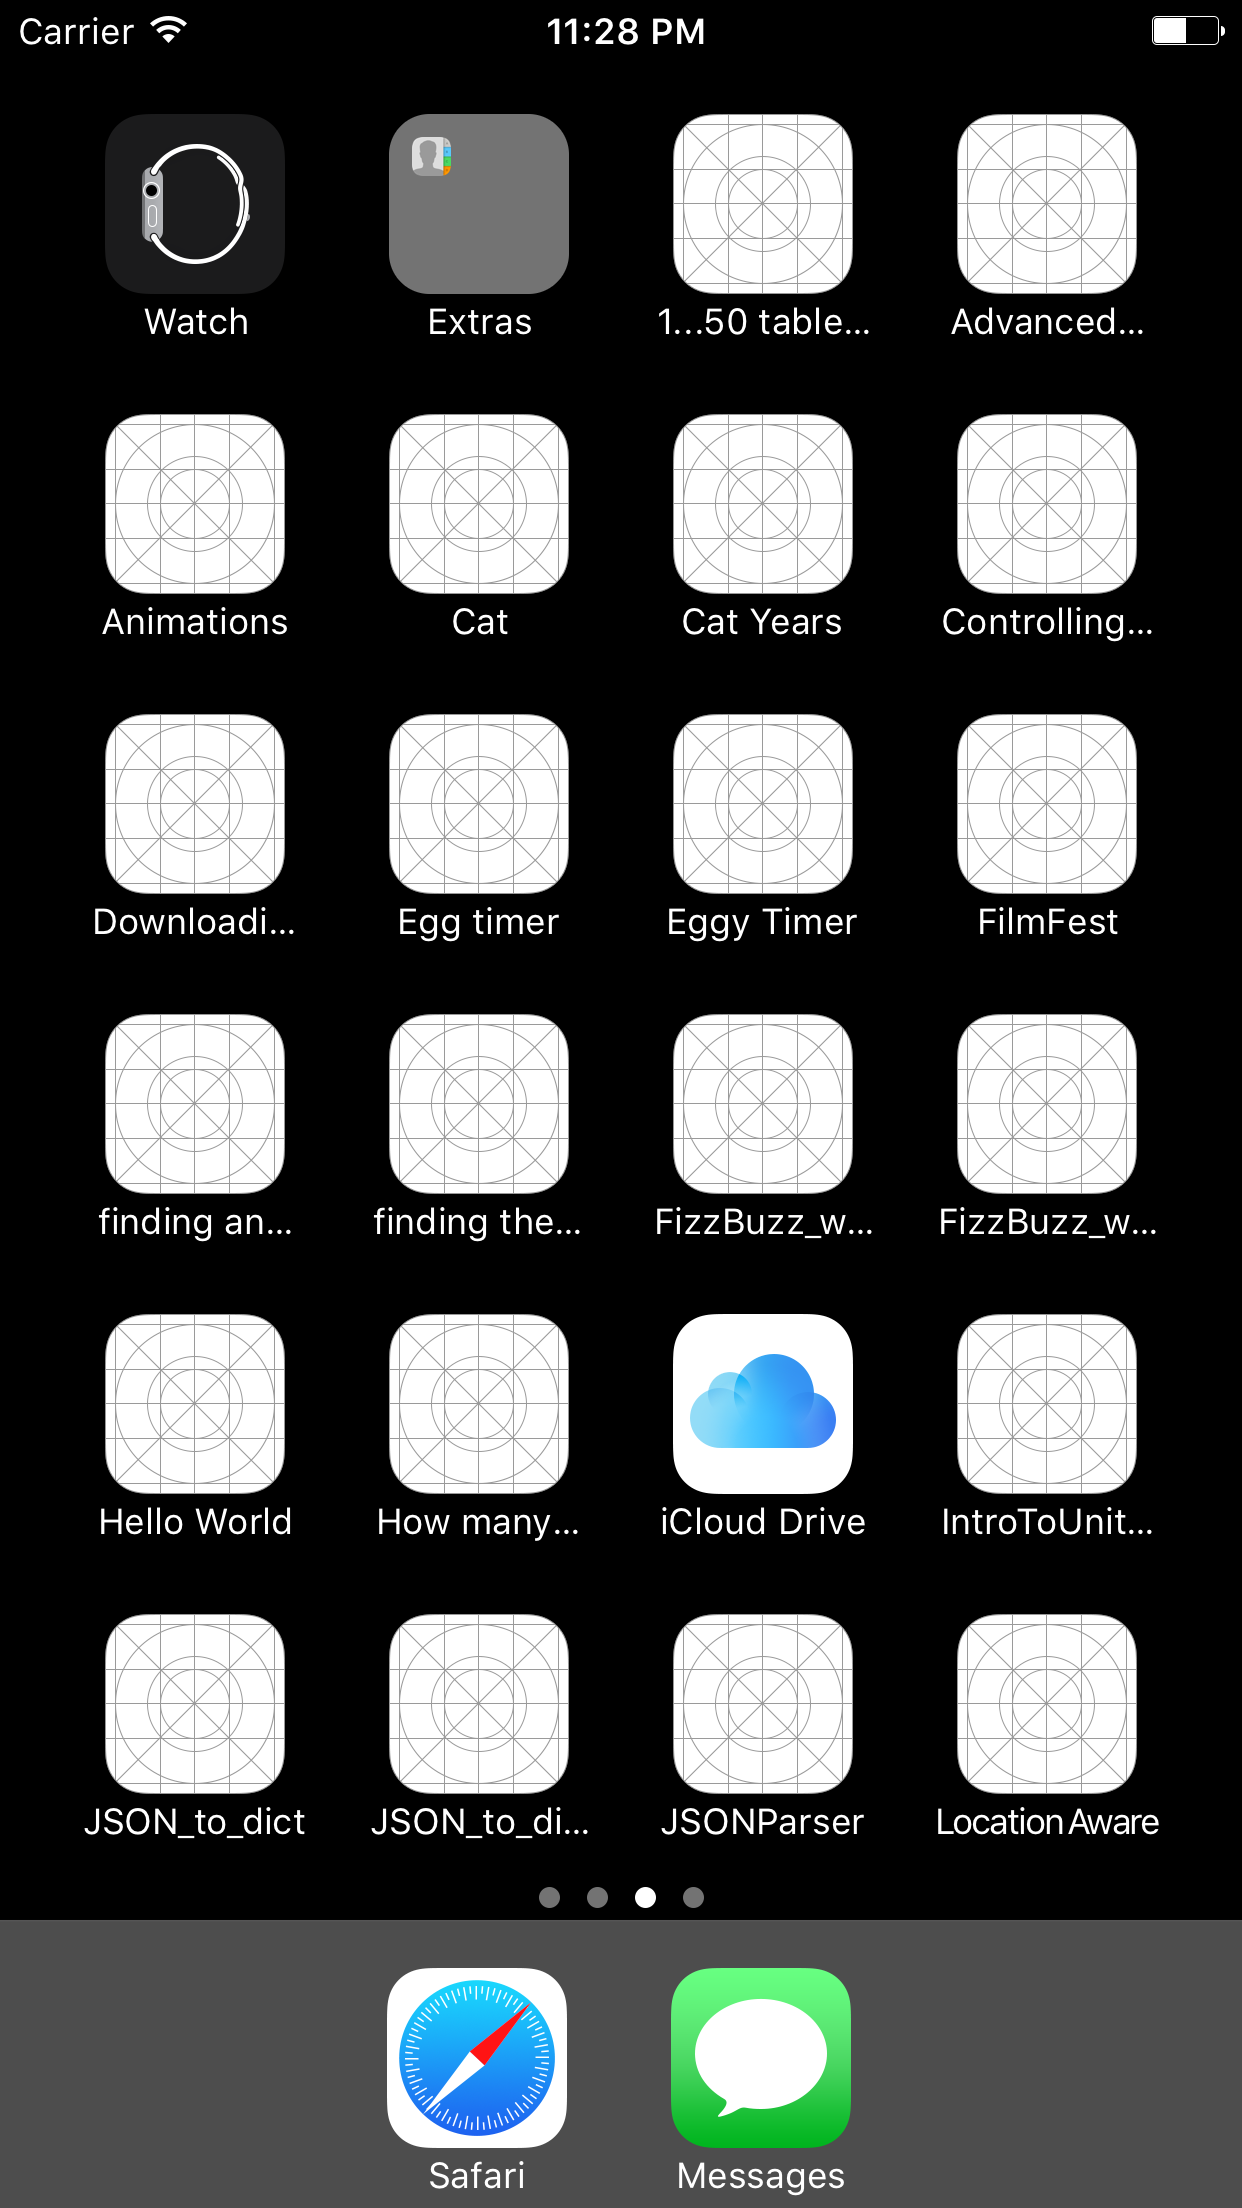 Carrier 11:28 PM
Watch Extras 1...50 table... Advanced...
Animations Cat Cat Years Controlling...
Downloadi... Egg timer Eggy Timer FilmFest
finding an... finding the... FizzBuzz_w... FizzBuzz_w...
Hello World How many... iCloud Drive IntroToUnit...
JSON_to_dict JSON_to_di... JSONParser Location Aware
Safari Messages